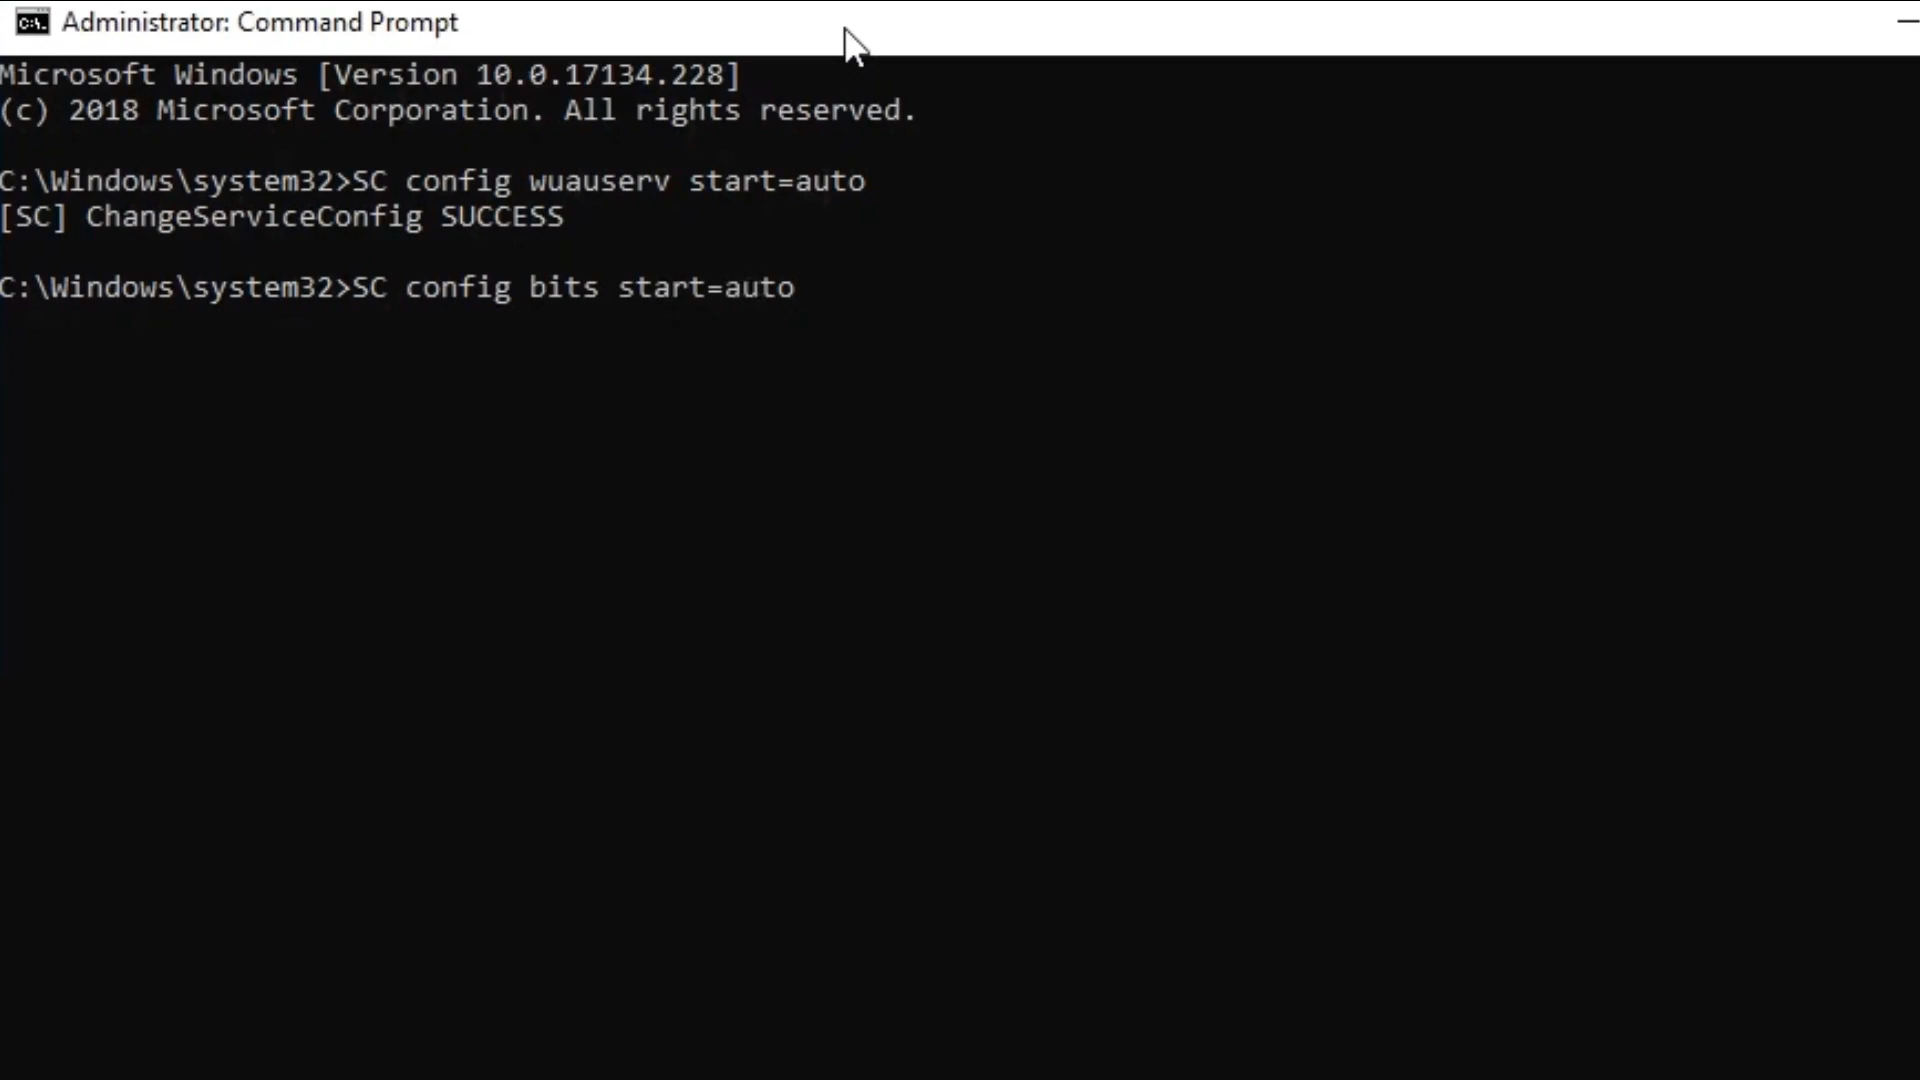 Administrator: Command Prompt
Microsoft Windows [Version 10.0.17134.228]
(c) 2018 Microsoft Corporation. All rights reserved.
C:\Windows\system32>SC config wuauserv start=auto
[SC] ChangeServiceConfig SUCCESS
C:\Windows\system32>SC config bits start=auto